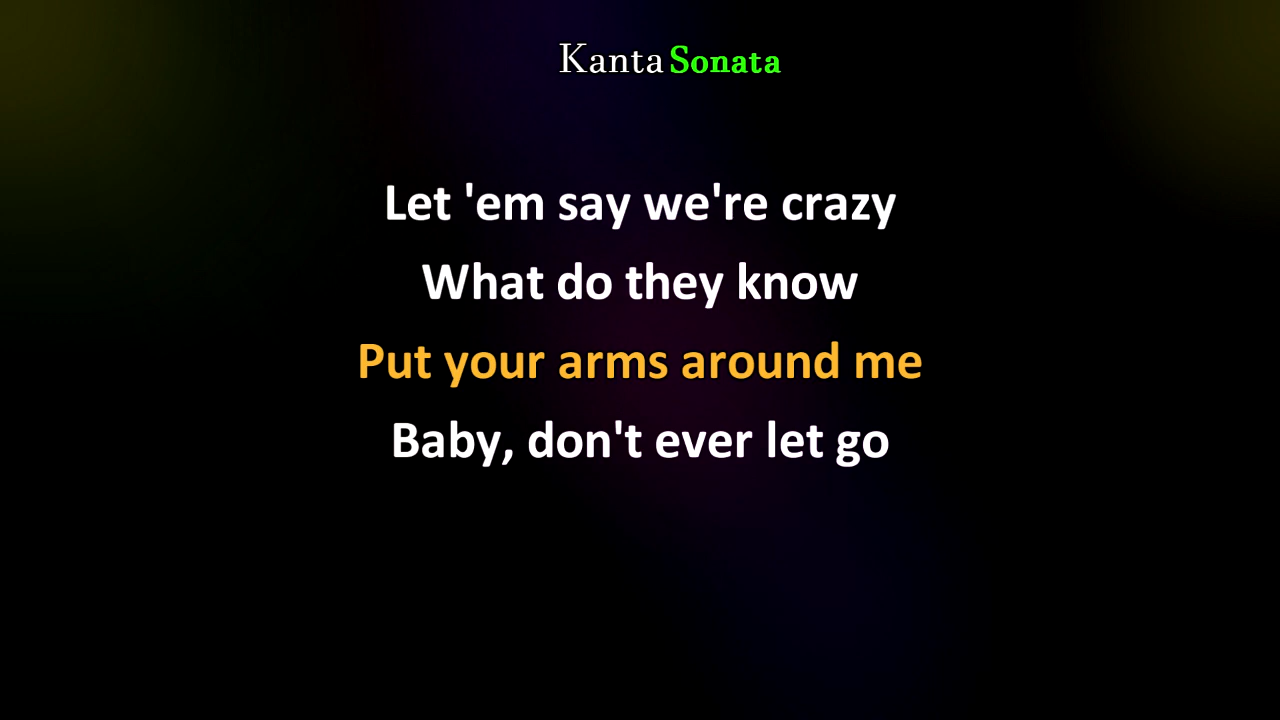 Kanta Sonata
Let 'em say we're crazy
What do they know
Put your arms around me
Baby, don't ever let go